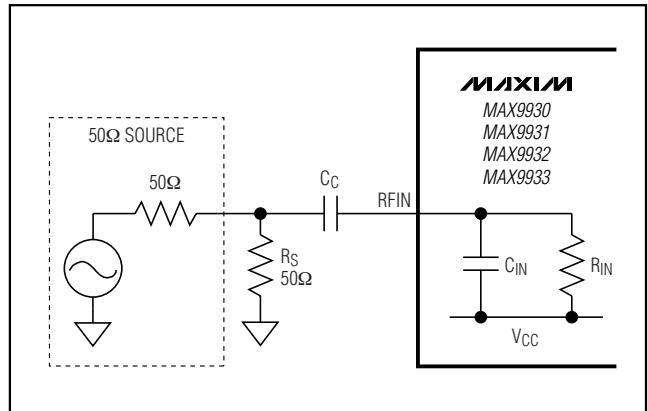 MAXIM
MAX9930
MAX9931
MAX9932
MAX9933
50Ω SOURCE
50Ω
CC
RFIN
RS
50Ω
CIN
RIN
VCC